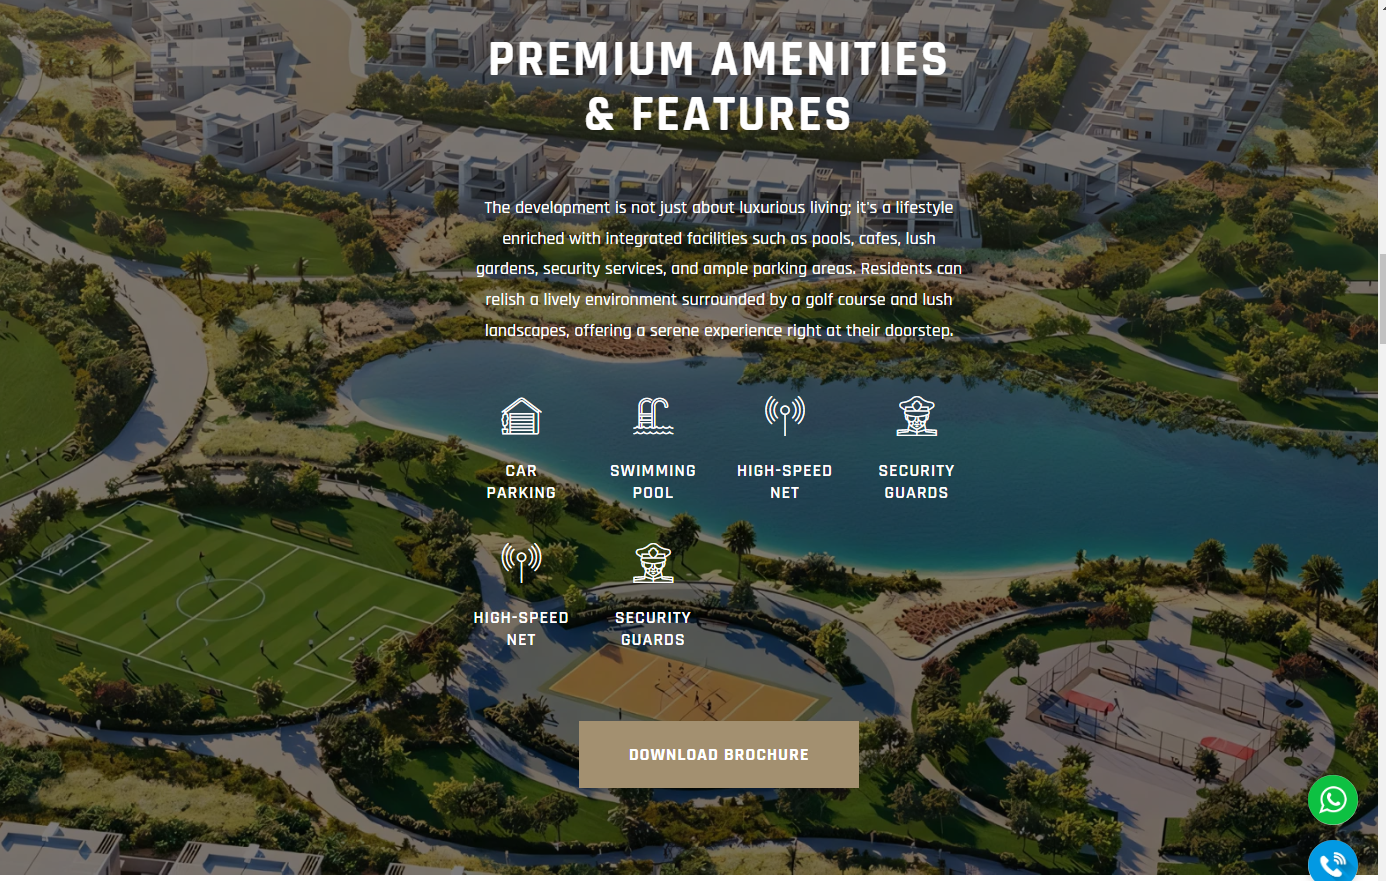 PREMIUM AMENITIES
& FEATURES
The development is not just about luxurious living; it's a lifestyle
enriched with integrated facilities such as pools, cafes, lush
gardens, security services, and ample parking areas. Residents can
relish a lively environment surrounded by a golf course and lush
landscapes, offering a serene experience right at their doorstep.
CAR
PARKING
SWIMMING
POOL
HIGH-SPEED
NET
SECURITY
GUARDS
HIGH-SPEED
NET
SECURITY
GUARDS
DOWNLOAD BROCHURE